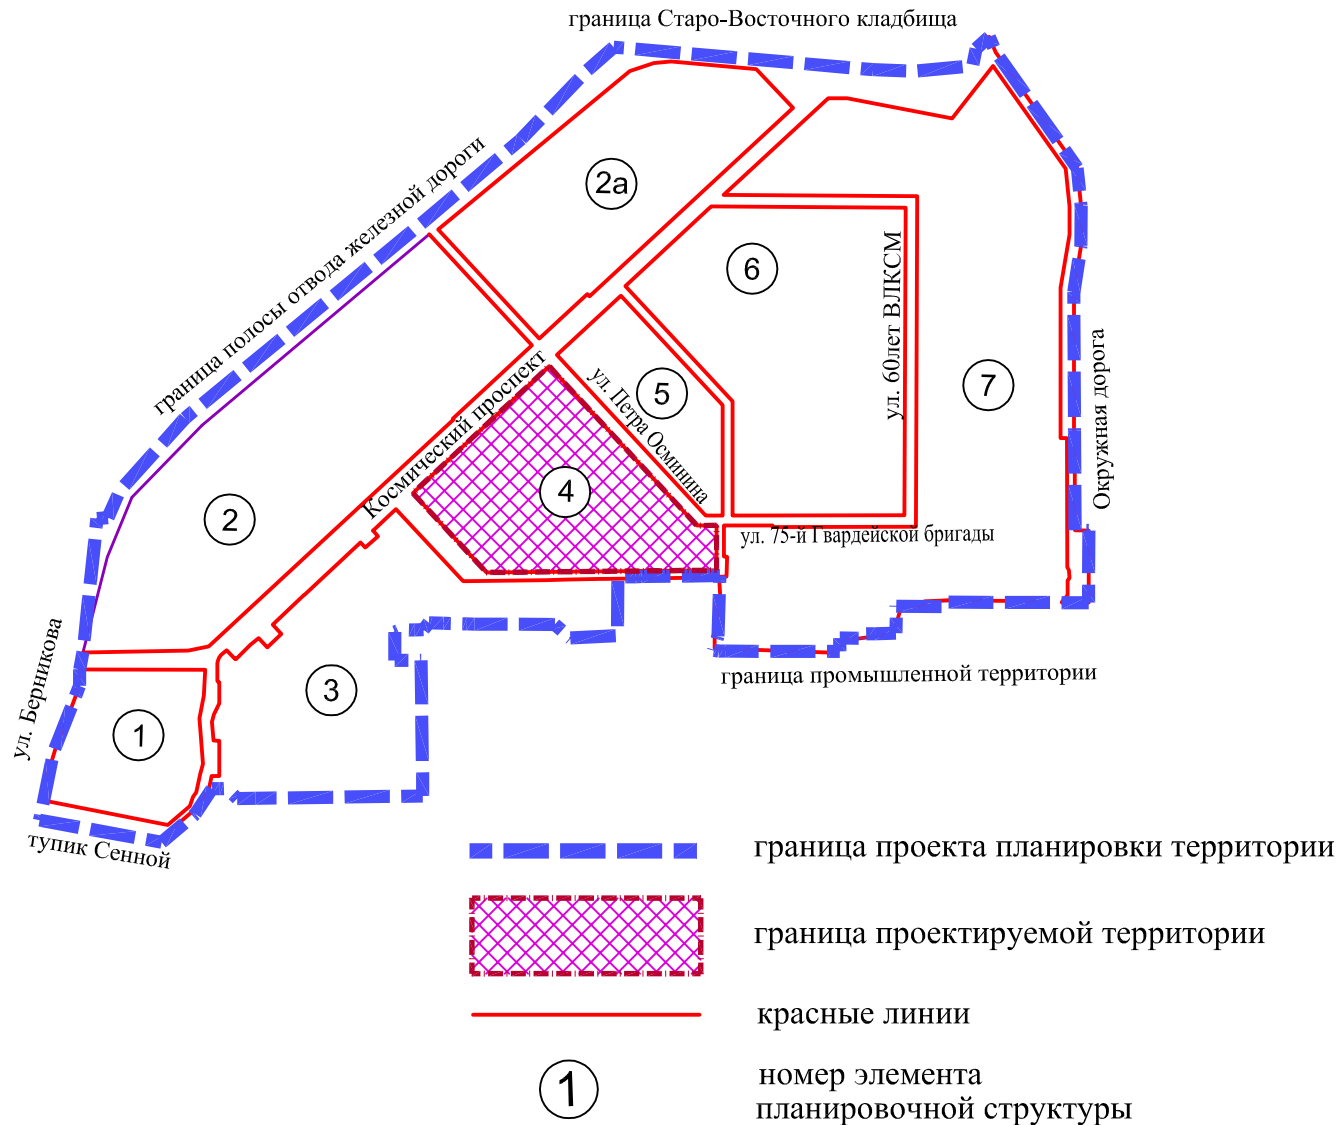 граница Старо-Восточного кладбища
граница полосы отвода железной дороги
2а
6
ул. 60лет ВЛКСМ
7
Окружная дорога
Космический проспект
ул. Петра Осминина
5
4
2
ул. 75-й Гвардейской бригады
граница промышленной территории
3
ул. Берникова
1
тупик Сенной
граница проекта планировки территории
граница проектируемой территории
красные линии
1
номер элемента
планировочной структуры